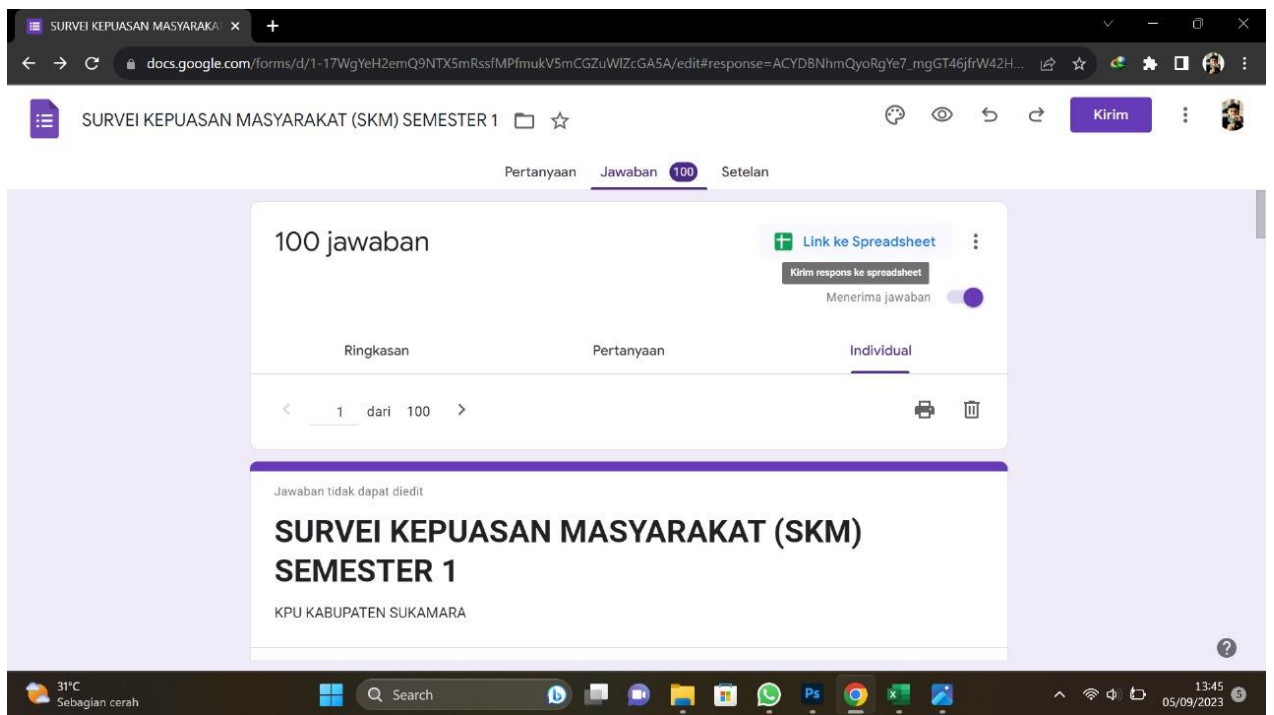 SURVEI KEPUASAN MASYARAKA
docs.google.com/forms/d/1-17WgYeH2emQ9NTX5mRssfMPfmukV5mCGZuWlZcGA5A/edit#response=ACYDBNhmQyoRgYe7_mgGT46jfrW42H...
SURVEI KEPUASAN MASYARAKAT (SKM) SEMESTER 1
Kirim
Pertanyaan Jawaban 100 Setelan
100 jawaban
Link ke Spreadsheet
Kirim respons ke spreadsheet
Menerima jawaban
Ringkasan Pertanyaan Individual
1 dari 100
Jawaban tidak dapat diedit
SURVEI KEPUASAN MASYARAKAT (SKM)
SEMESTER 1
KPU KABUPATEN SUKAMARA
31°C
Sebagian cerah
Search
Ps
13:45
05/09/2023
5